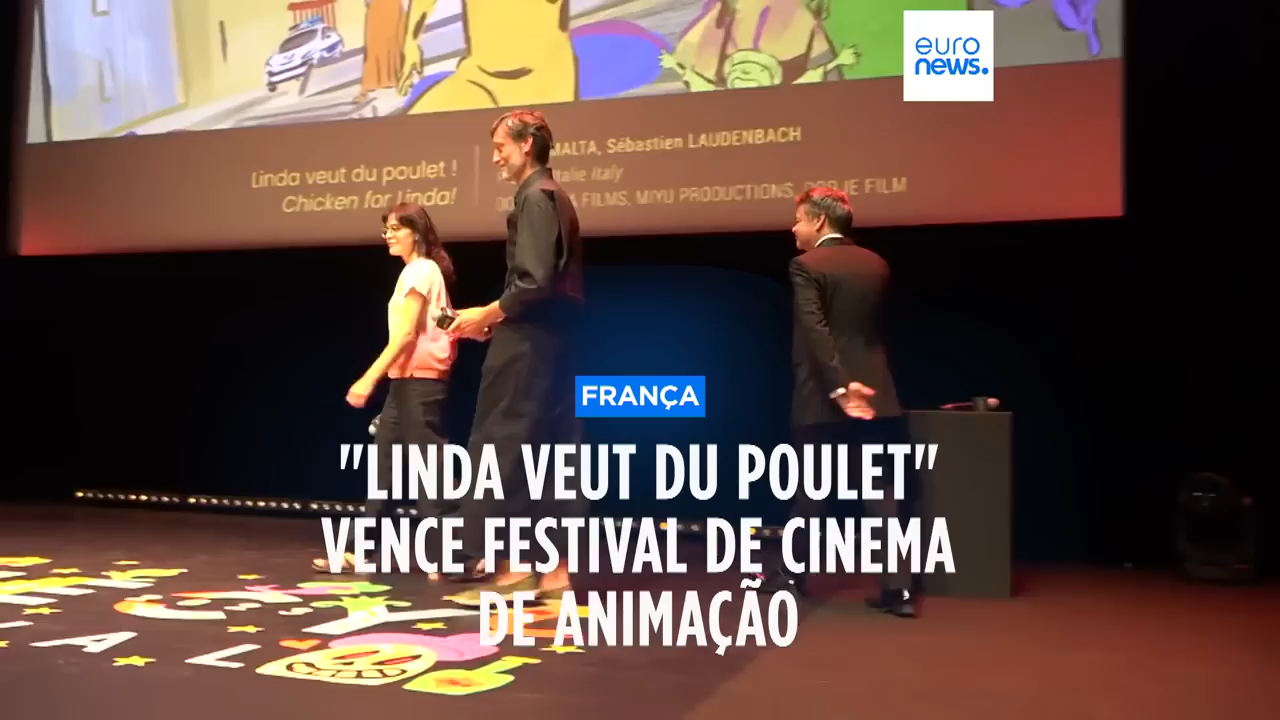 euro
news.
MALTA, Sébastien LAUDENBACH
Linda veut du poulet !
Italy
Chicken for Linda!
FILMS, MIYU PRODUCTIONS, FILM
FRANÇA
"LINDA VEUT DU POULET"
VENCE FESTIVAL DE CINEMA
DE ANIMAÇÃO